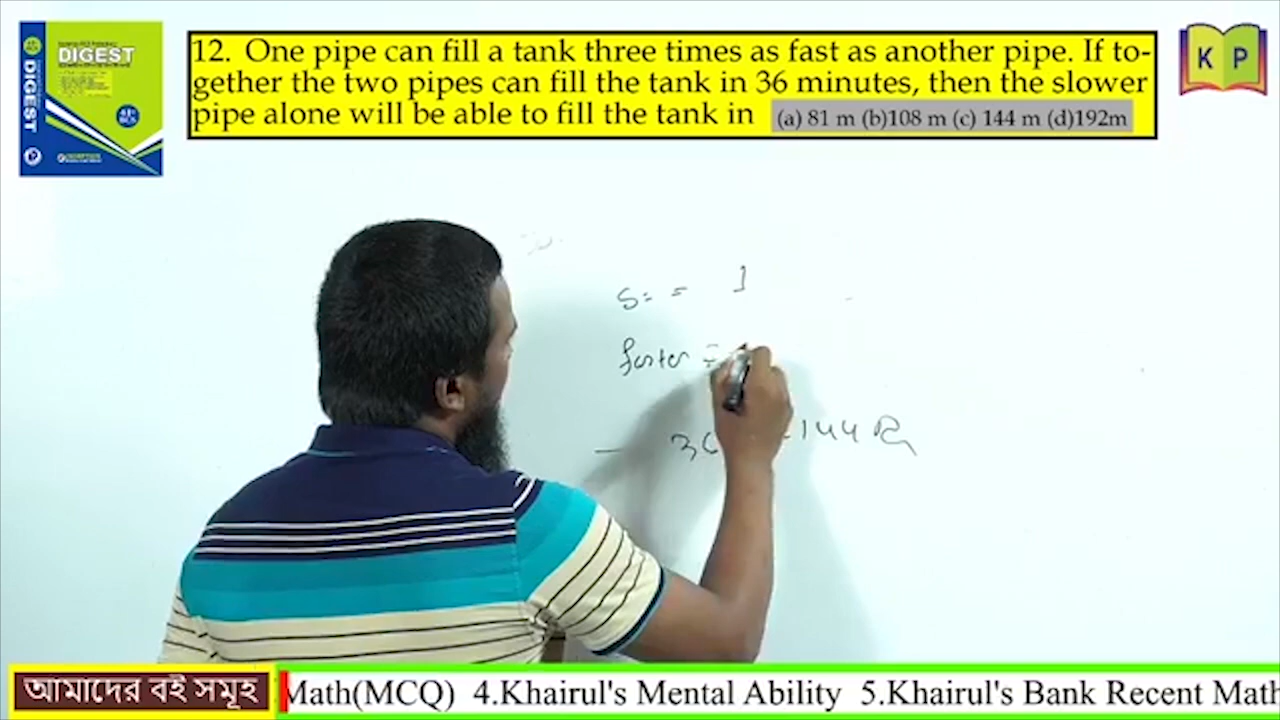 DIGEST
DIGEST
12. One pipe can fill a tank three times as fast as another pipe. If to-
gether the two pipes can fill the tank in 36 minutes, then the slower
pipe alone will be able to fill the tank in (a) 81 m (b)108 m (c) 144 m (d)192m
K P
S: = 1
faster =
144
আমাদের বই সমূহ Math(MCQ) 4.Khairul's Mental Ability 5.Khairul's Bank Recent Math